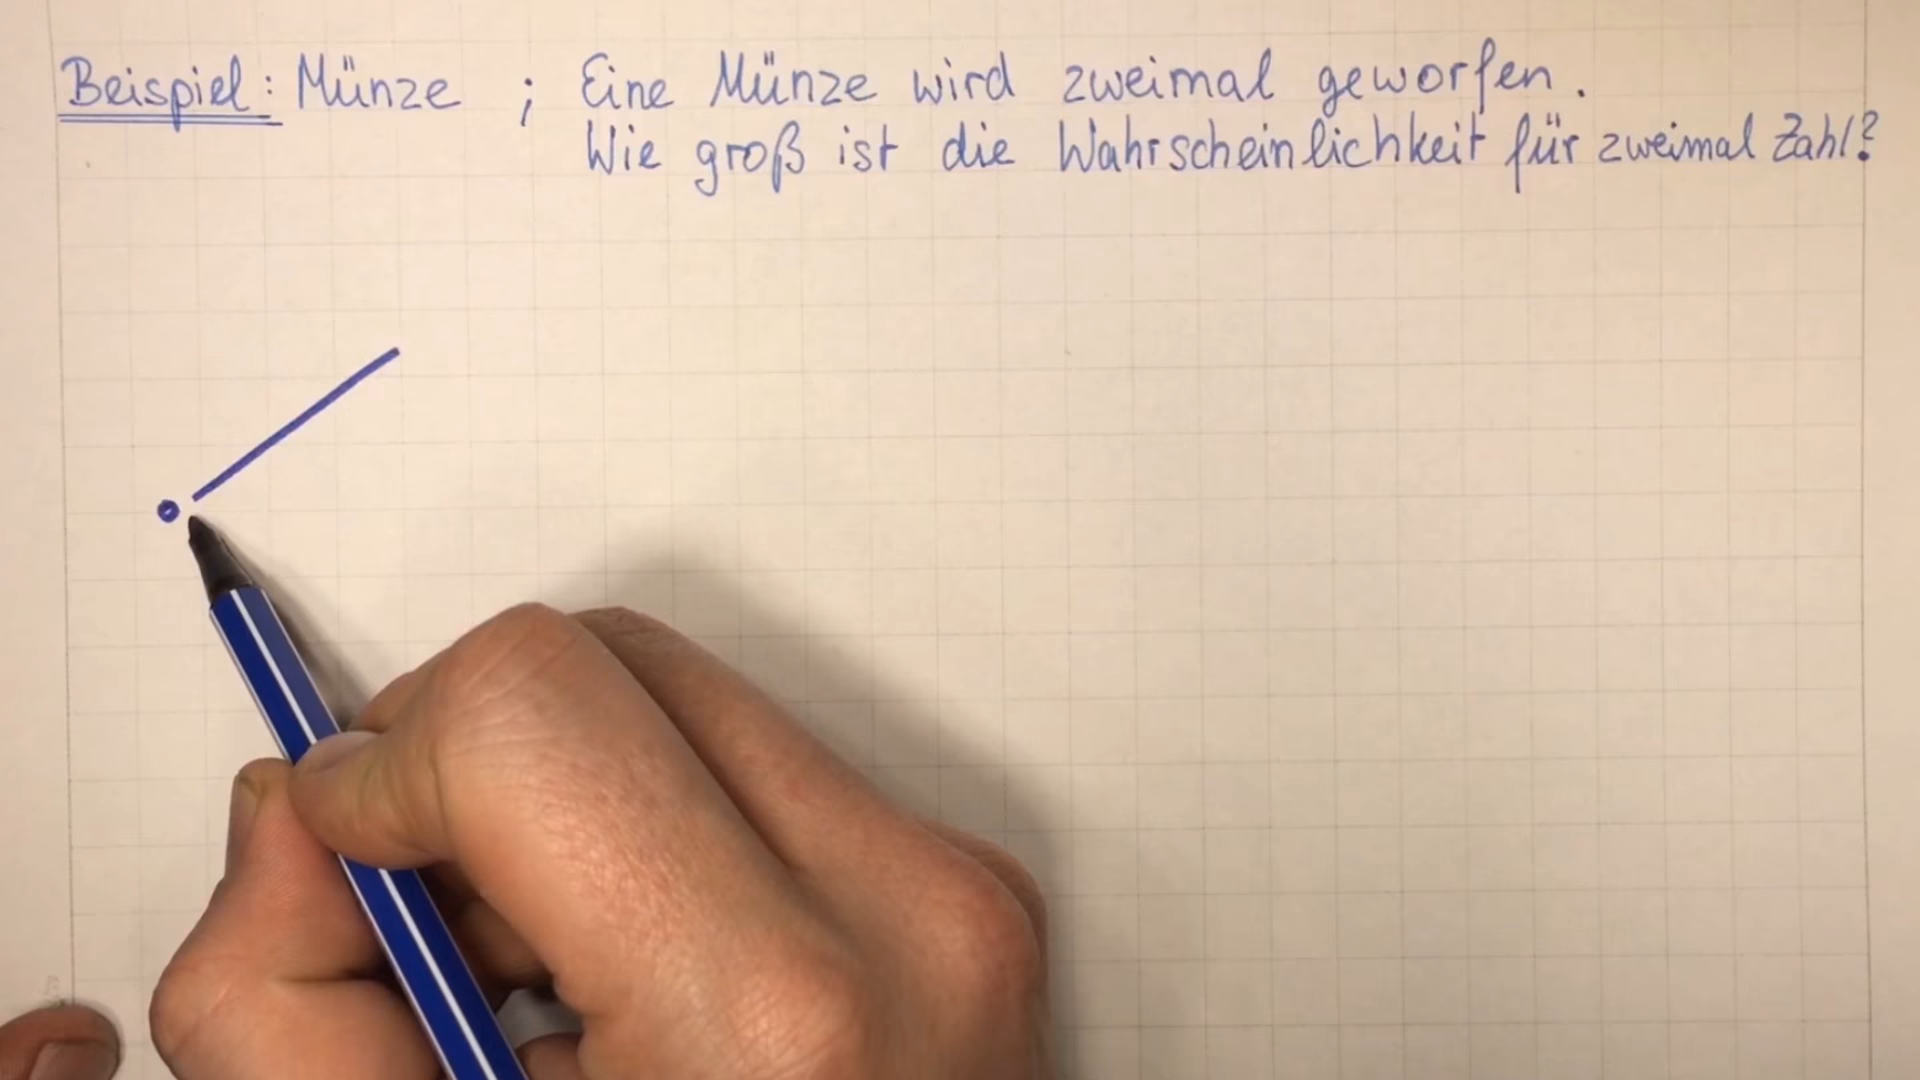 Beispiel: Münze ; Eine Münze wird zweimal geworfen.
Wie groß ist die Wahrscheinlichkeit für zweimal Zahl?